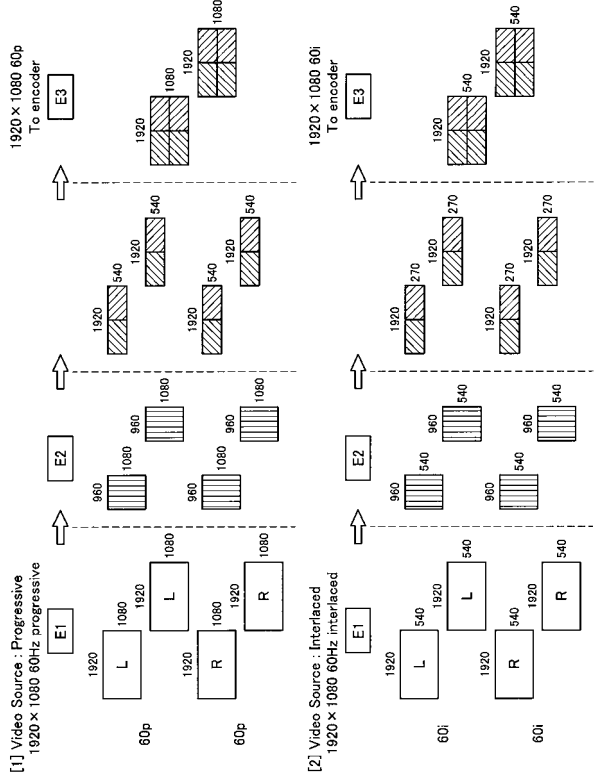 [1] Video Source : Progressive
1920×1080 60Hz progressive
E1
60p
1920
L
1080
1920
L
1080
60p
1920
R
1080
1920
R
1080
E2
960
1080
960
1080
960
1080
960
1080
1920
540
1920
540
1920
540
1920
540
1920×1080 60p
To encoder
E3
1920
1080
1920
1080
[2] Video Source : Interlaced
1920×1080 60Hz interlaced
E1
60i
1920
L
540
1920
L
540
60i
1920
R
540
1920
R
540
E2
960
540
960
540
960
540
960
540
1920
270
1920
270
1920
270
1920
270
1920×1080 60i
To encoder
E3
1920
540
1920
540